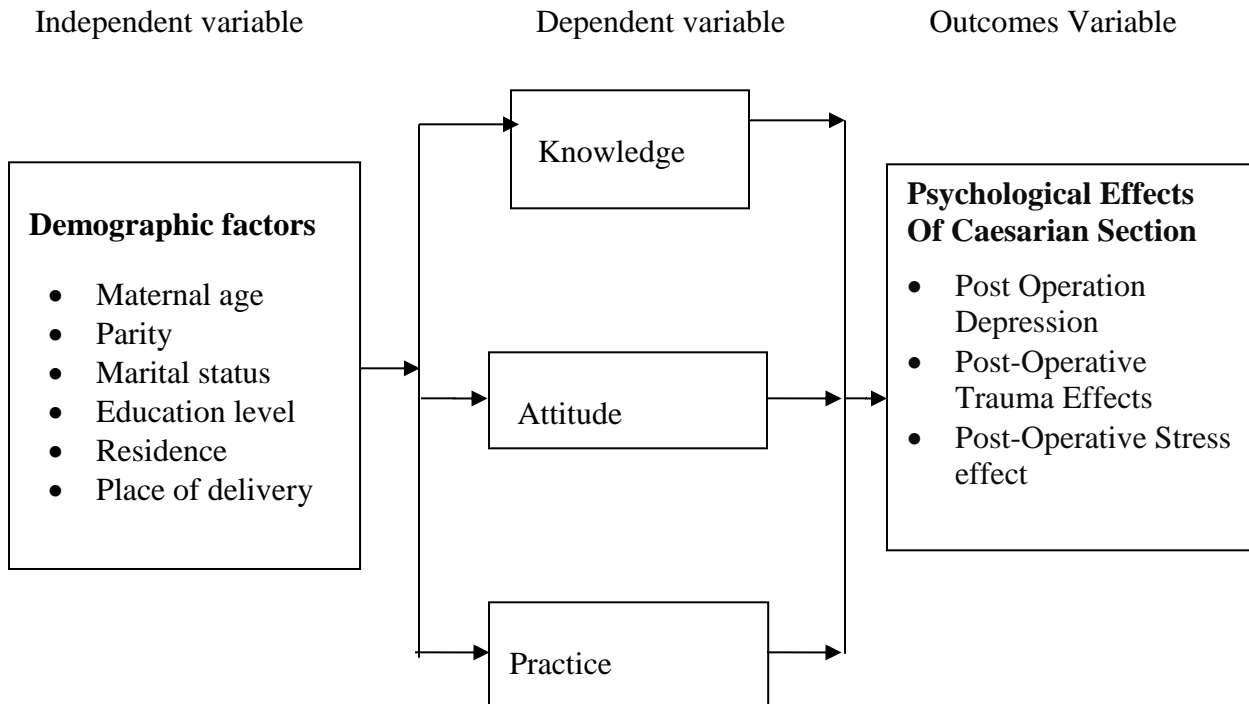 Independent variable
Dependent variable
Outcomes Variable
Demographic factors
• Maternal age
• Parity
• Marital status
• Education level
• Residence
• Place of delivery
Knowledge
Attitude
Practice
Psychological Effects
Of Caesarian Section
• Post Operation
Depression
• Post-Operative
Trauma Effects
• Post-Operative Stress
effect